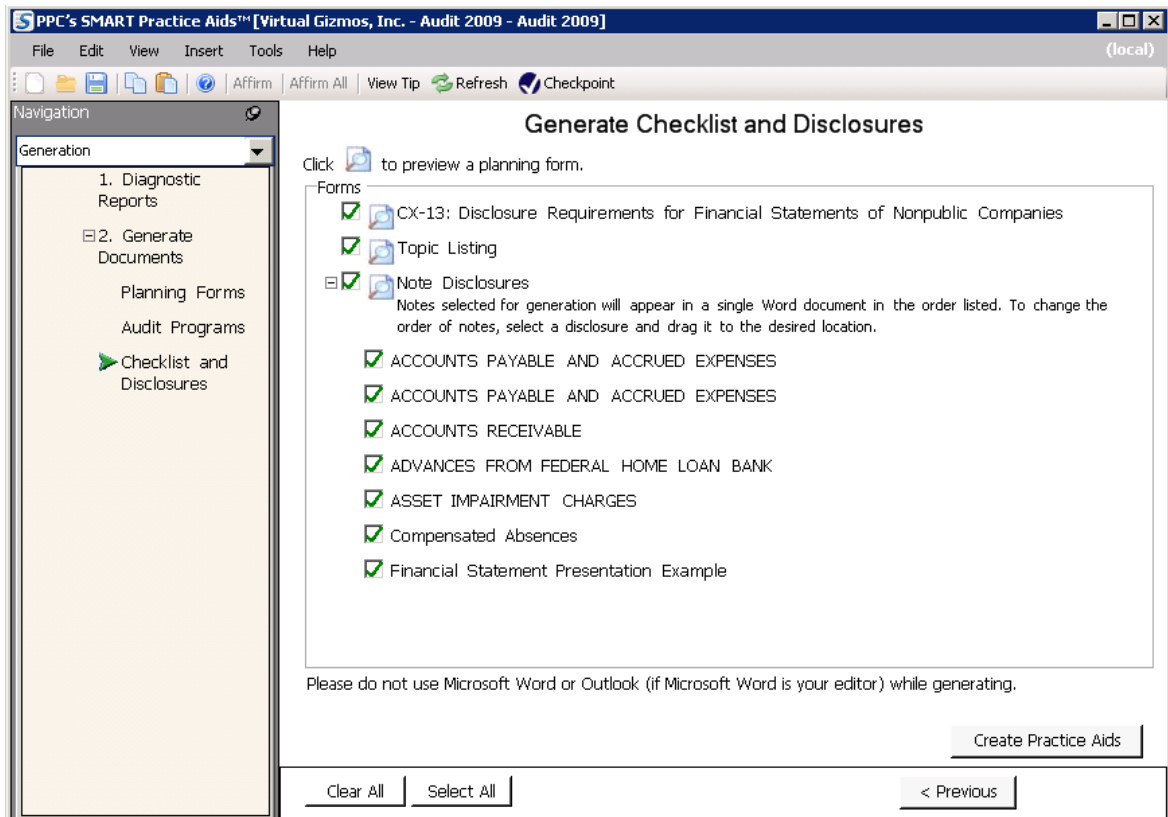 PPC's SMART Practice Aids™ [Virtual Gizmos, Inc. - Audit 2009 - Audit 2009]
File Edit View Insert Tools Help (local)
Affirm Affirm All View Tip Refresh Checkpoint
Navigation
Generation
1. Diagnostic
Reports
2. Generate
Documents
Planning Forms
Audit Programs
Checklist and
Disclosures
Generate Checklist and Disclosures
Click to preview a planning form.
Forms
CX-13: Disclosure Requirements for Financial Statements of Nonpublic Companies
Topic Listing
Note Disclosures
Notes selected for generation will appear in a single Word document in the order listed. To change the
order of notes, select a disclosure and drag it to the desired location.
ACCOUNTS PAYABLE AND ACCRUED EXPENSES
ACCOUNTS PAYABLE AND ACCRUED EXPENSES
ACCOUNTS RECEIVABLE
ADVANCES FROM FEDERAL HOME LOAN BANK
ASSET IMPAIRMENT CHARGES
Compensated Absences
Financial Statement Presentation Example
Please do not use Microsoft Word or Outlook (if Microsoft Word is your editor) while generating.
Create Practice Aids
Clear All Select All < Previous